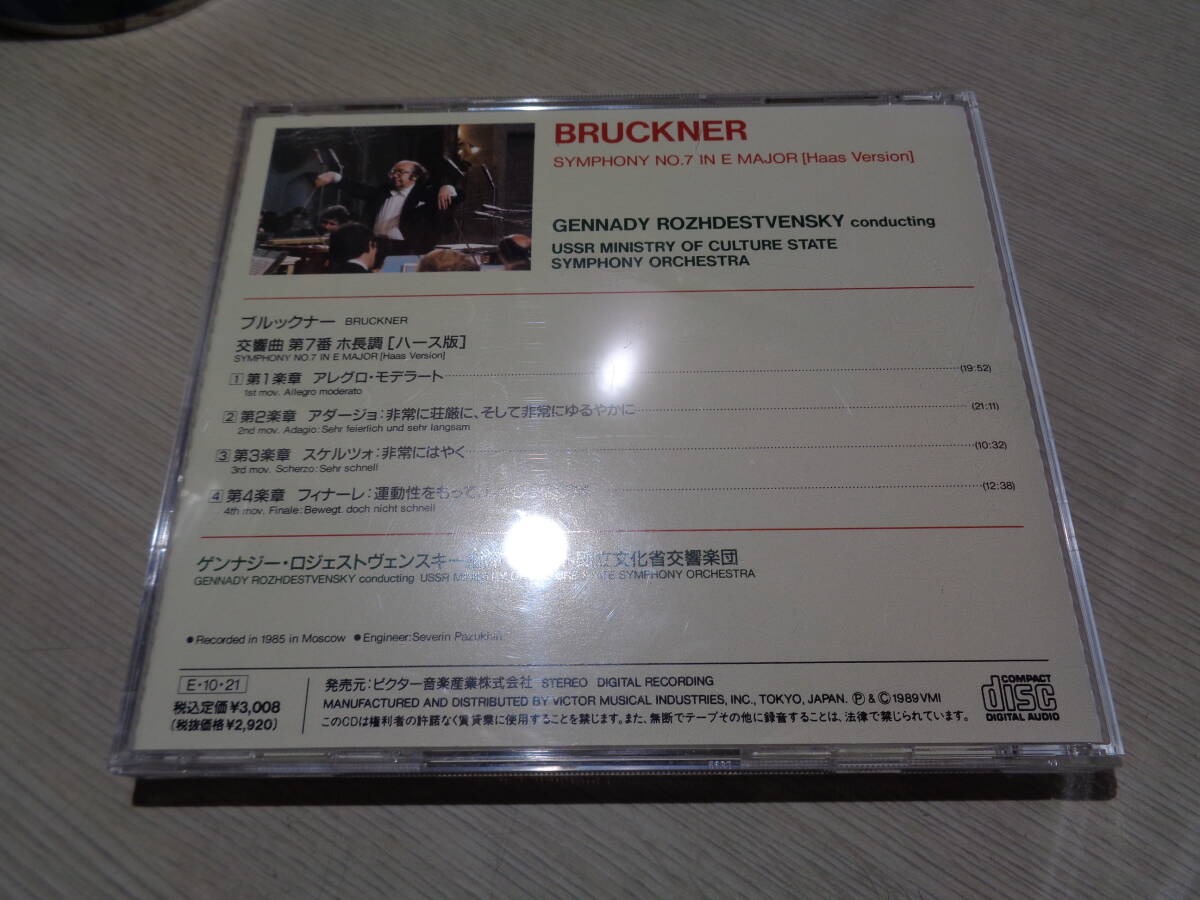 BRUCKNER
SYMPHONY NO.7 IN E MAJOR [Haas Version]
GENNADY ROZHDESTVENSKY conducting
USSR MINISTRY OF CULTURE STATE
SYMPHONY ORCHESTRA
ブルックナー BRUCKNER
交響曲 第7番 ホ長調 [ハース版]
SYMPHONY NO.7 IN E MAJOR [Haas Version]
1 第1楽章 アレグロ・モデラート (19:52)
1st mov. Allegro moderato
2 第2楽章 アダージョ:非常に荘厳に、そして非常にゆるやかに (21:11)
2nd mov. Adagio: Sehr feierlich und sehr langsam
3 第3楽章 スケルツォ:非常にはやく (10:32)
3rd mov. Scherzo: Sehr schnell
4 第4楽章 フィナーレ:運動性をもって、 (12:38)
4th mov. Finale: Bewegt. doch nicht schnell
ゲンナジー・ロジェストヴェンスキー 国立文化省交響楽団
GENNADY ROZHDESTVENSKY conducting USSR MINISTRY OF CULTURE STATE SYMPHONY ORCHESTRA
● Recorded in 1985 in Moscow ● Engineer: Severin Pazukhin
E・10・21
税込定価¥3,008
(税抜価格¥2,920)
発売元:ビクター音楽産業株式会社 STEREO DIGITAL RECORDING
MANUFACTURED AND DISTRIBUTED BY VICTOR MUSICAL INDUSTRIES, INC., TOKYO, JAPAN. Ⓟ & Ⓒ 1989 VMI
このCDは権利者の許諾なく賃貸業に使用することを禁じます。また、無断でテープその他に録音することは、法律で禁じられています。
COMPACT
disc
DIGITAL AUDIO